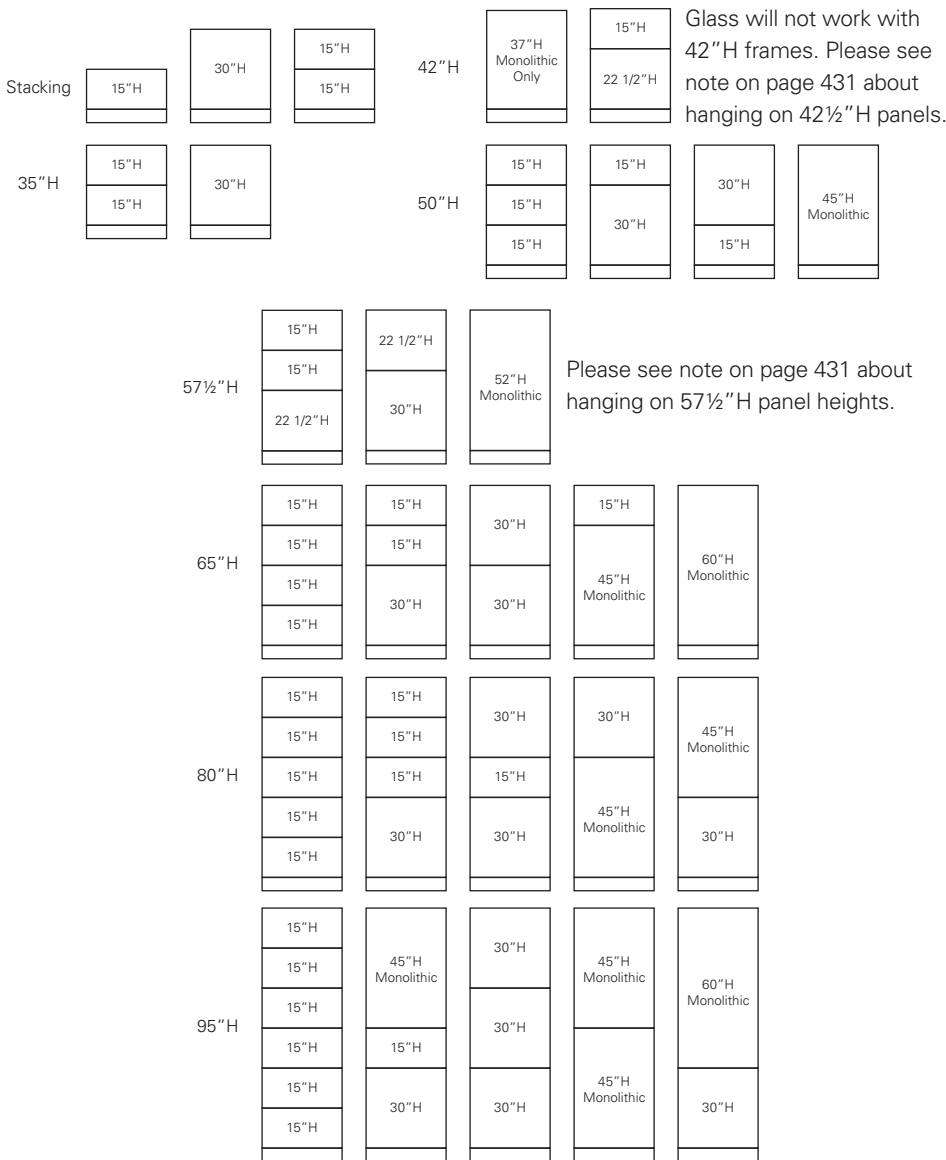 Stacking
15"H
30"H
15"H
15"H
42"H
37"H
Monolithic
Only
15"H
22 1/2"H
Glass will not work with
42"H frames. Please see
note on page 431 about
hanging on 42½"H panels.
35"H
15"H
15"H
30"H
50"H
15"H
15"H
15"H
15"H
30"H
30"H
15"H
45"H
Monolithic
57½"H
15"H
15"H
22 1/2"H
22 1/2"H
30"H
52"H
Monolithic
Please see note on page 431 about
hanging on 57½"H panel heights.
65"H
15"H
15"H
15"H
15"H
15"H
15"H
30"H
30"H
30"H
15"H
45"H
Monolithic
60"H
Monolithic
80"H
15"H
15"H
15"H
15"H
15"H
15"H
15"H
15"H
30"H
30"H
15"H
30"H
30"H
45"H
Monolithic
45"H
Monolithic
30"H
95"H
15"H
15"H
15"H
15"H
15"H
15"H
45"H
Monolithic
15"H
30"H
30"H
30"H
30"H
45"H
Monolithic
45"H
Monolithic
60"H
Monolithic
30"H